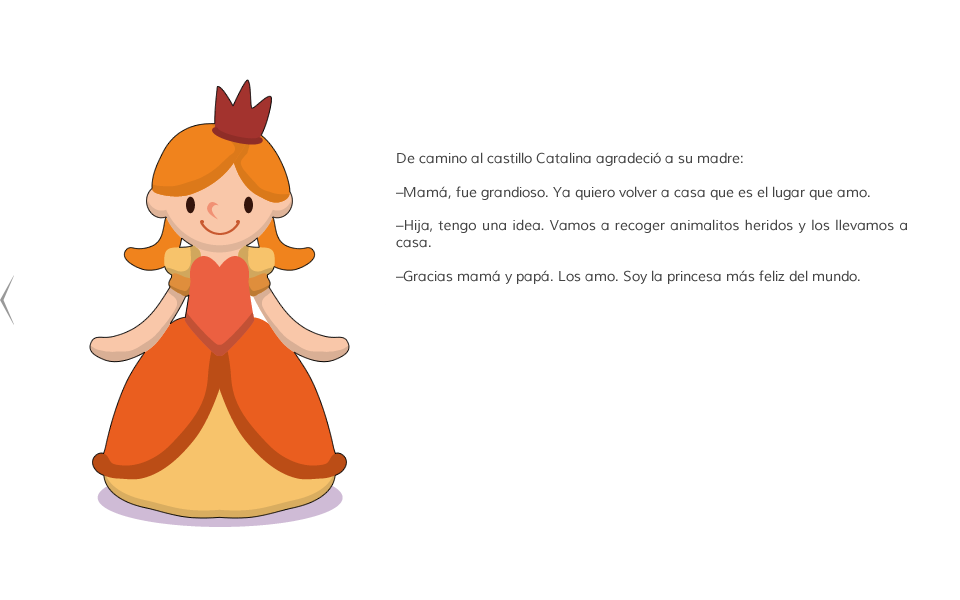 De camino al castillo Catalina agradeció a su madre:
–Mamá, fue grandioso. Ya quiero volver a casa que es el lugar que amo.
–Hija, tengo una idea. Vamos a recoger animalitos heridos y los llevamos a
casa.
–Gracias mamá y papá. Los amo. Soy la princesa más feliz del mundo.